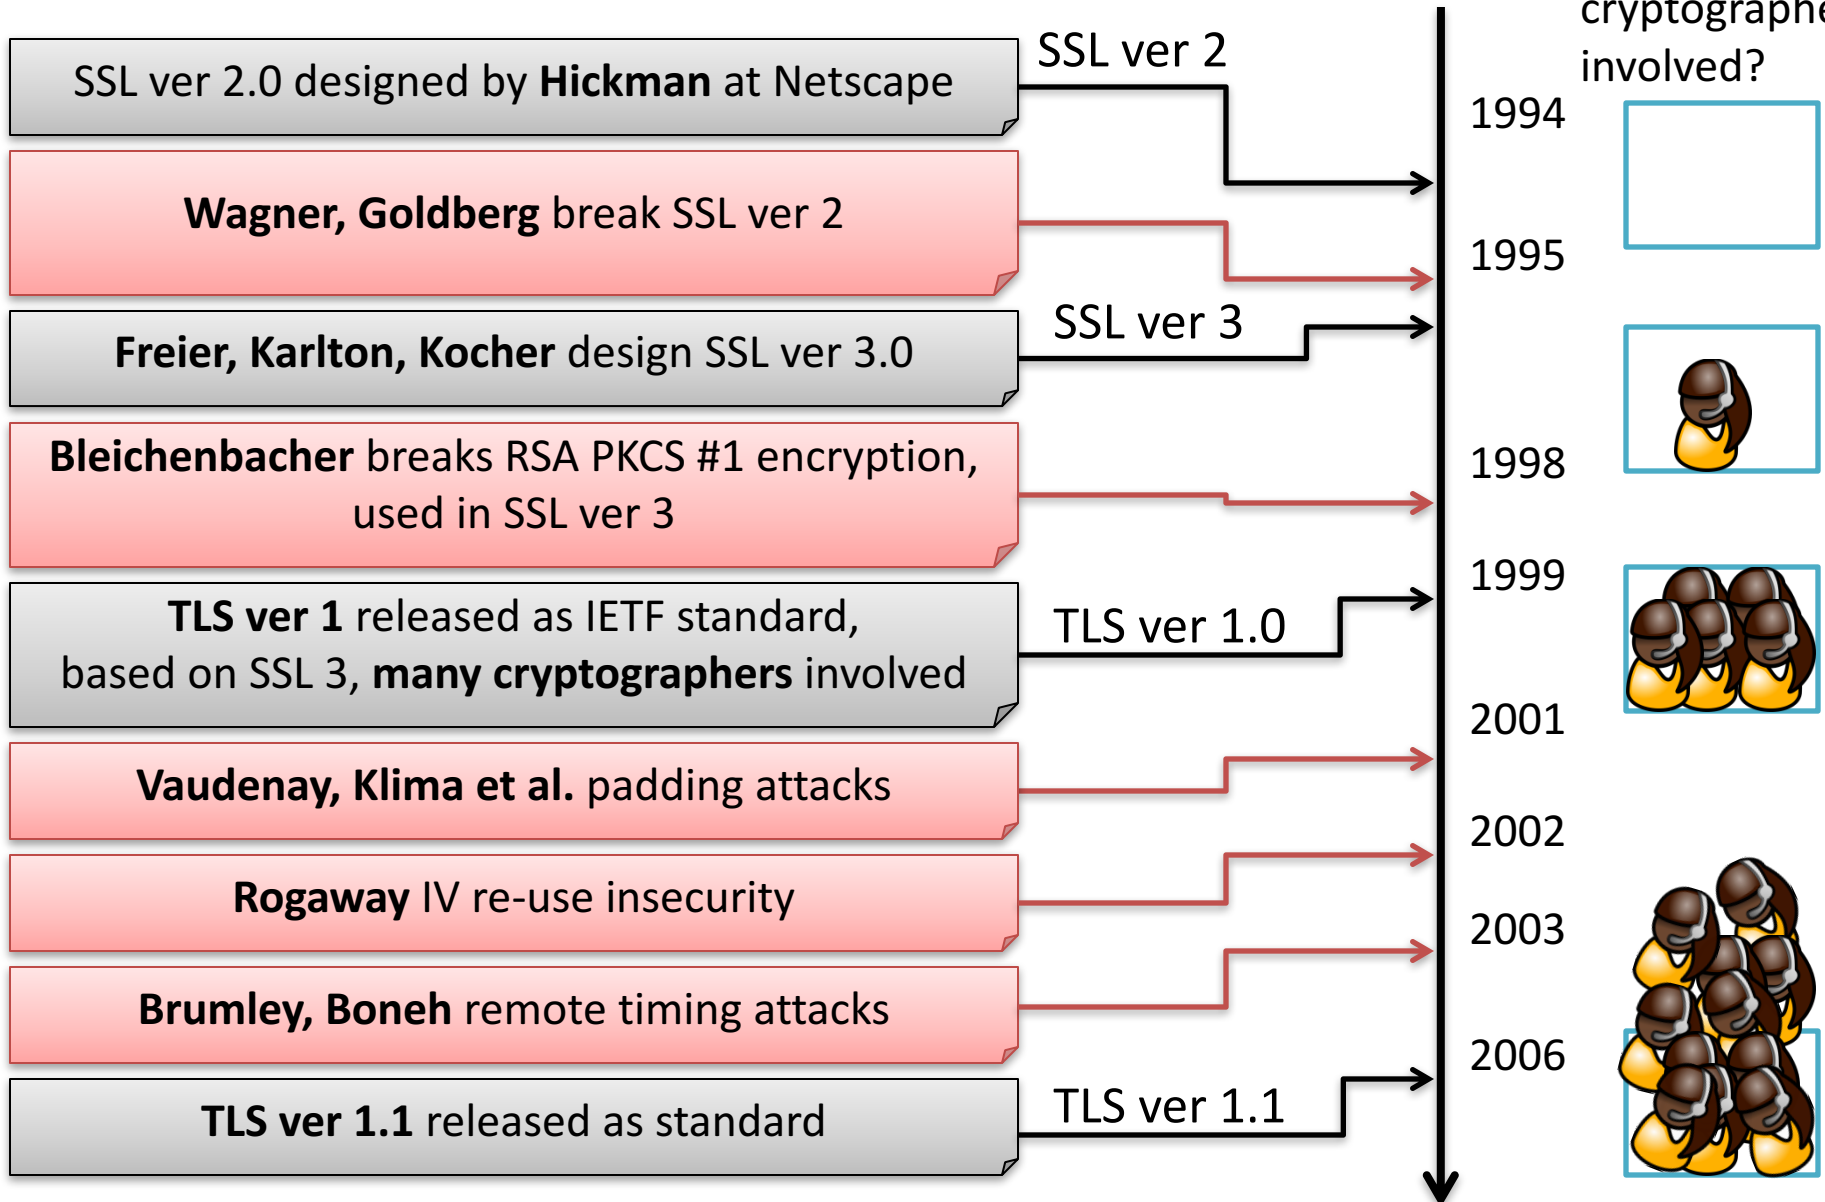 cryptographe
involved?
SSL ver 2.0 designed by Hickman at Netscape
SSL ver 2
1994
Wagner, Goldberg break SSL ver 2
1995
Freier, Karlton, Kocher design SSL ver 3.0
SSL ver 3
Bleichenbacher breaks RSA PKCS #1 encryption,
used in SSL ver 3
1998
TLS ver 1 released as IETF standard,
based on SSL 3, many cryptographers involved
TLS ver 1.0
1999
Vaudenay, Klima et al. padding attacks
2001
Rogaway IV re-use insecurity
2002
Brumley, Boneh remote timing attacks
2003
TLS ver 1.1 released as standard
TLS ver 1.1
2006